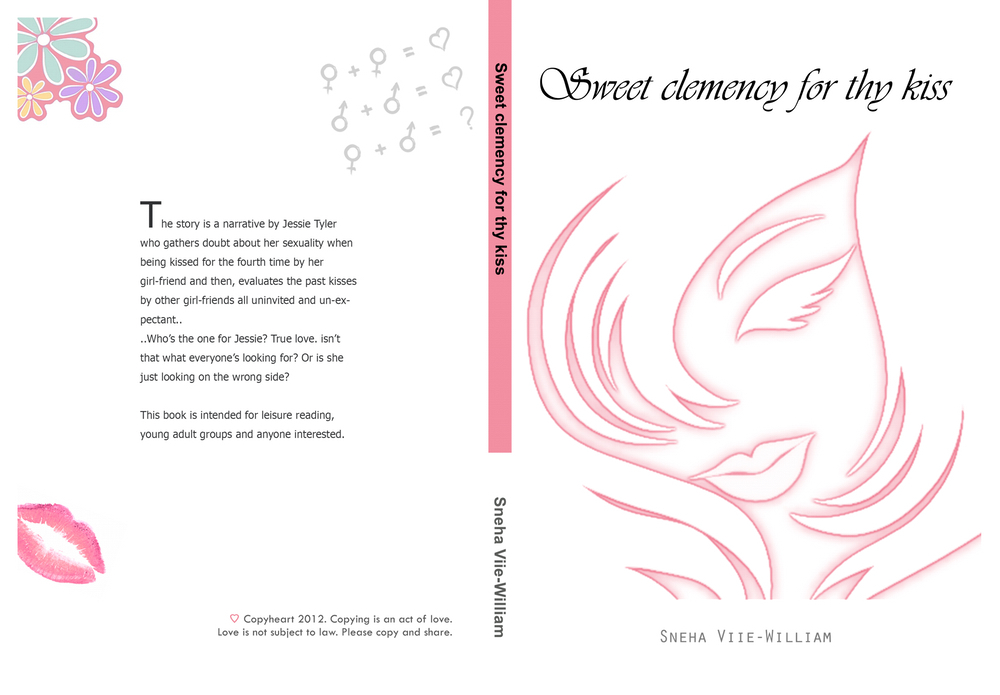 ♀ + ♀ = ♡
♂ + ♂ = ♡
♀ + ♂ = ?
The story is a narrative by Jessie Tyler
who gathers doubt about her sexuality when
being kissed for the fourth time by her
girl-friend and then, evaluates the past kisses
by other girl-friends all uninvited and un-ex-
pectant..
..Who's the one for Jessie? True love. isn't
that what everyone's looking for? Or is she
just looking on the wrong side?
This book is intended for leisure reading,
young adult groups and anyone interested.
♡ Copyheart 2012. Copying is an act of love.
Love is not subject to law. Please copy and share.
Sweet clemency for thy kiss
Sneha Viie-William
Sweet clemency for thy kiss
Sneha Viie-William